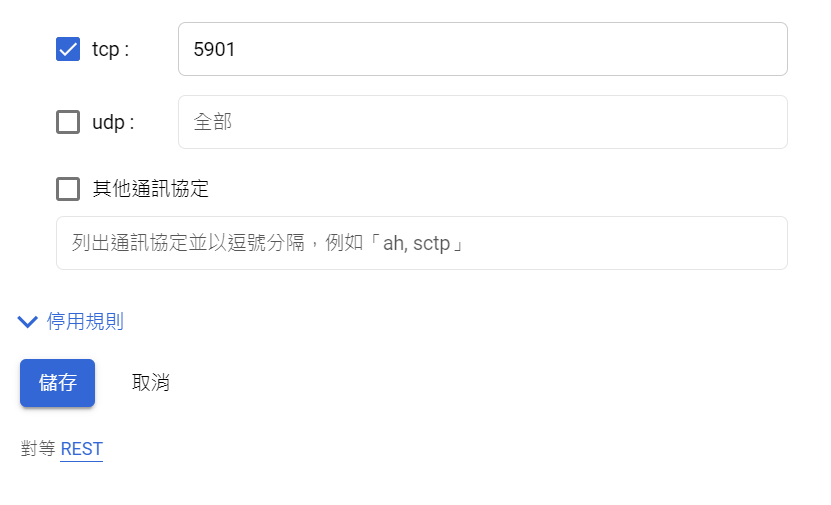 tcp : 5901
udp : 全部
其他通訊協定
列出通訊協定並以逗號分隔，例如「ah, sctp」
停用規則
儲存 取消
對等 REST